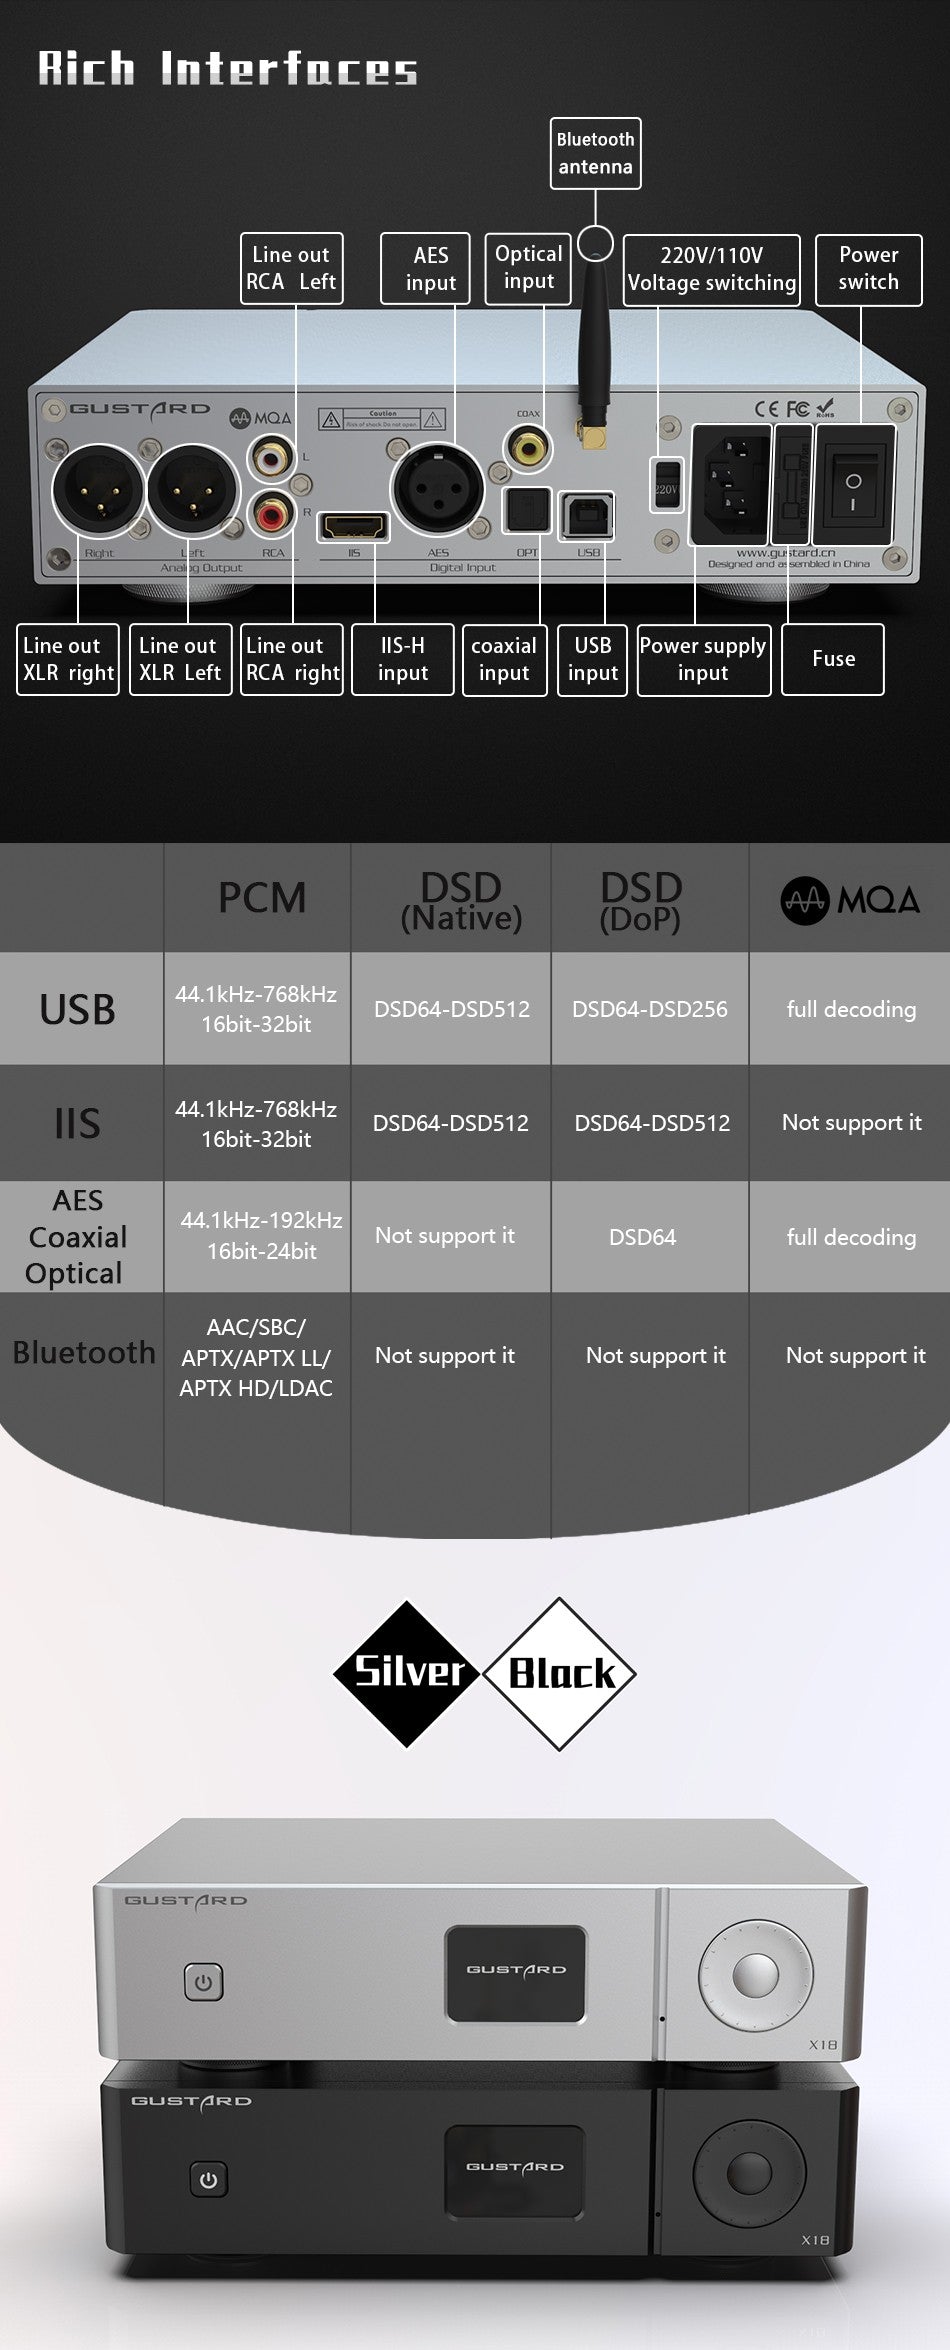 Rich Interfaces
Bluetooth
antenna
Line out
RCA Left
AES
input
Optical
input
220V/110V
Voltage switching
Power
switch
GUSTARD
MQA
Caution
Risk of shock.Do not open.
COAX
CE FC RoHS
L
R
220V
Right
Left
RCA
IIS
AES
OPT
USB
Analog Output
Digital Input
www.gustard.cn
Designed and assembled in China
Line out
XLR right
Line out
XLR Left
Line out
RCA right
IIS-H
input
coaxial
input
USB
input
Power supply
input
Fuse
PCM
DSD
(Native)
DSD
(DoP)
MQA
USB
44.1kHz-768kHz
16bit-32bit
DSD64-DSD512
DSD64-DSD256
full decoding
IIS
44.1kHz-768kHz
16bit-32bit
DSD64-DSD512
DSD64-DSD512
Not support it
AES
Coaxial
Optical
44.1kHz-192kHz
16bit-24bit
Not support it
DSD64
full decoding
Bluetooth
AAC/SBC/
APTX/APTX LL/
APTX HD/LDAC
Not support it
Not support it
Not support it
Silver
Black
GUSTARD
GUSTARD
X18
GUSTARD
GUSTARD
X18